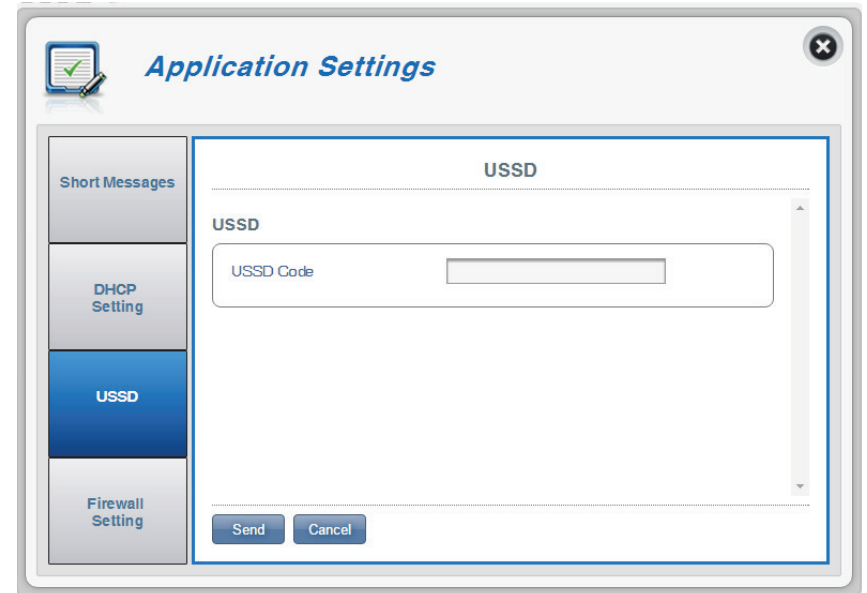 Application Settings
Short Messages
DHCP
Setting
USSD
Firewall
Setting
USSD
USSD
USSD Code
Send
Cancel